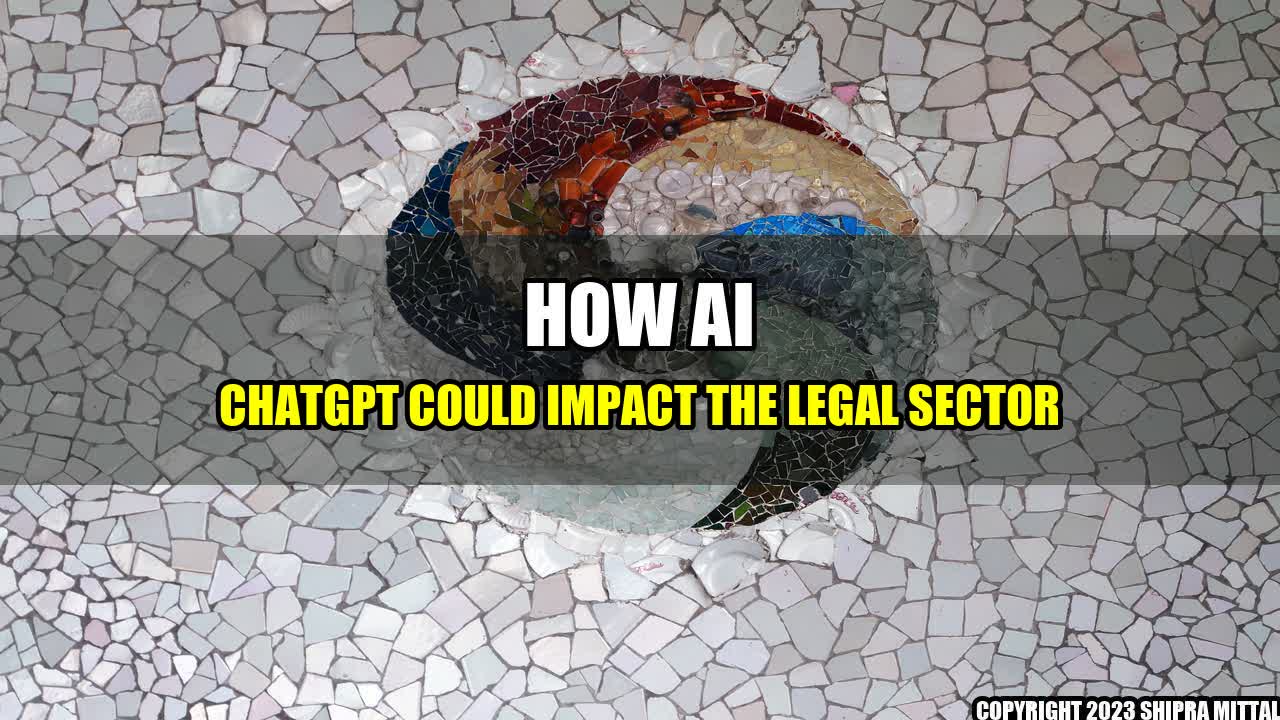 HOW AI
CHATGPT COULD IMPACT THE LEGAL SECTOR
COPYRIGHT 2023 SHIPRA MITTAL